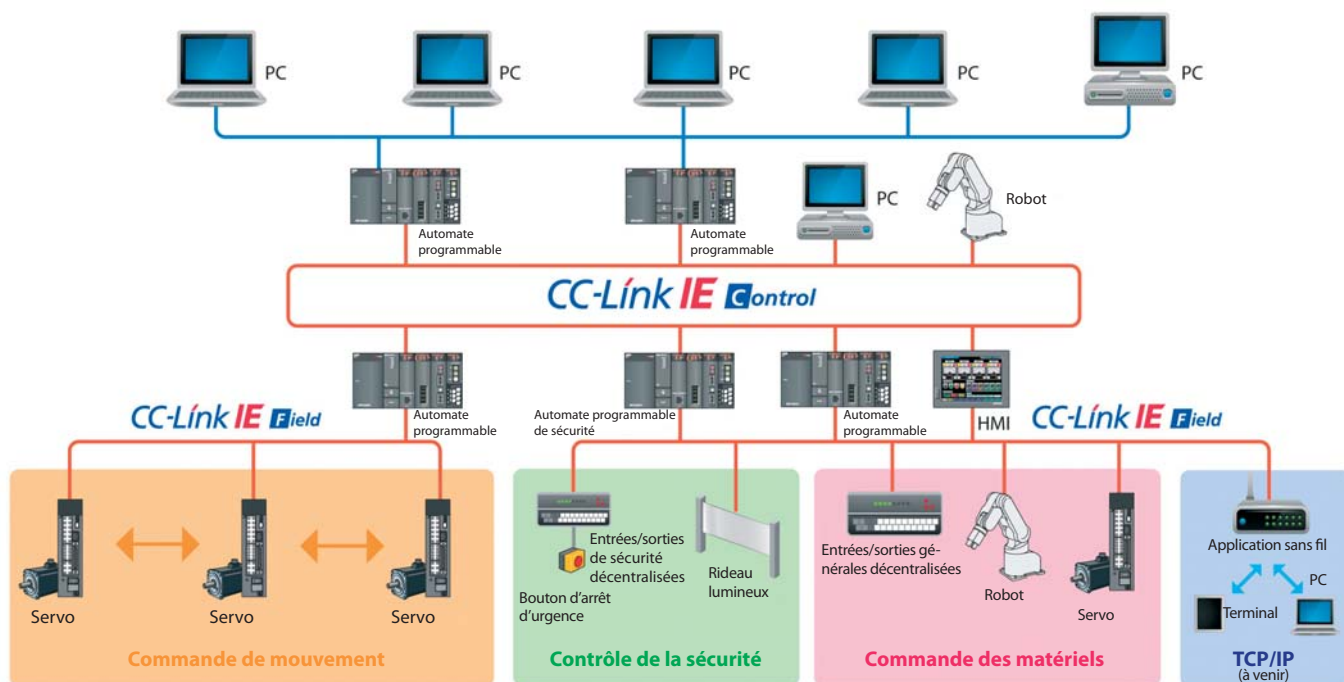 PC
PC
PC
PC
PC
PC
Robot
Automate
programmable
Automate
programmable
CC-Link IE Control
Automate
programmable
Automate programmable
de sécurité
Automate
programmable
HMI
CC-Link IE Field
CC-Link IE Field
Servo
Servo
Servo
Commande de mouvement
Entrées/sorties
de sécurité
décentralisées
Bouton d'arrêt
d'urgence
Rideau
lumineux
Contrôle de la sécurité
Entrées/sorties gé-
nérales décentralisées
Robot
Servo
Commande des matériels
Application sans fil
PC
Terminal
TCP/IP
(à venir)